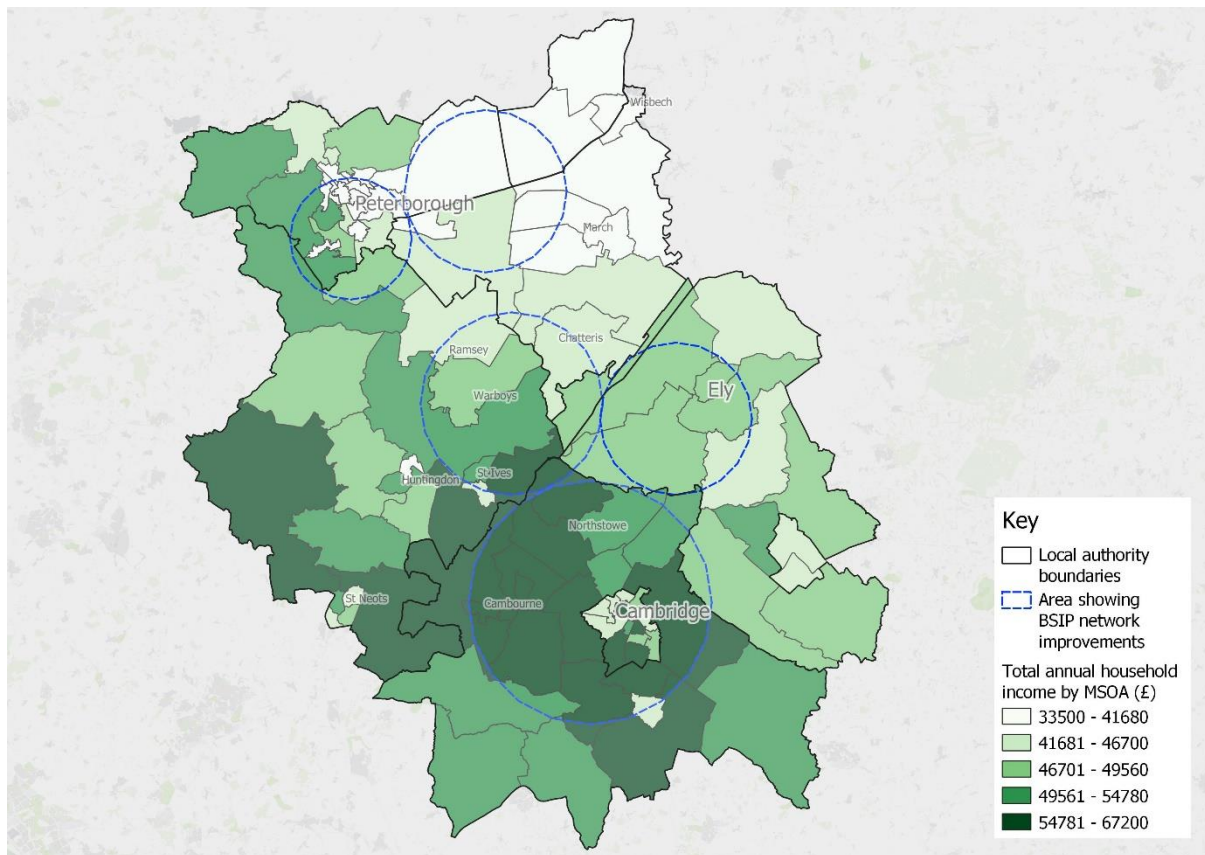 Wisbech
Peterborough
March
Chatteris
Ramsey
Ely
Warboys
St Ives
Huntingdon
Northstowe
St Neots
Cambourne
Cambridge
Key
Local authority
boundaries
Area showing
BSIP network
improvements
Total annual household
income by MSOA (£)
33500 - 41680
41681 - 46700
46701 - 49560
49561 - 54780
54781 - 67200